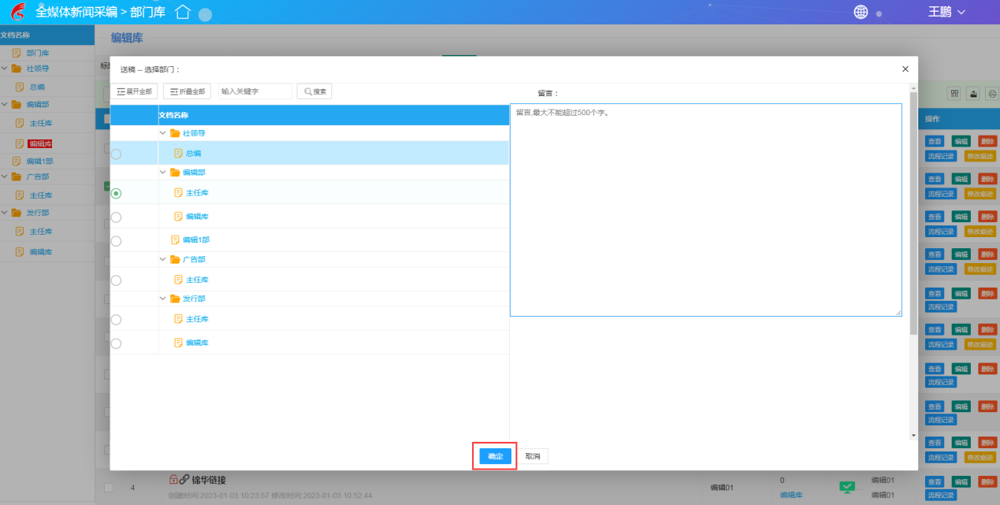 全媒体新闻采编 > 部门库
王鹏
文档名称
部门库
社领导
总编
编辑部
主任库
编辑库
编辑1部
广告部
主任库
发行部
主任库
编辑库
编辑库
送稿 -- 选择部门：
展开全部 折叠全部 输入关键字 搜索
文档名称
社领导
总编
编辑部
主任库
编辑库
编辑1部
广告部
主任库
发行部
主任库
编辑库
留言：
留言,最大不能超过500个字。
确定 取消
操作
查看 编辑 删除
流程记录 修改痕迹
查看 编辑 删除
流程记录 修改痕迹
查看 编辑 删除
流程记录 修改痕迹
查看 编辑 删除
流程记录 修改痕迹
查看 编辑 删除
流程记录
查看 编辑 删除
流程记录 修改痕迹
查看 编辑 删除
流程记录
查看 编辑 删除
流程记录
查看 编辑 删除
流程记录 修改痕迹
4 锦华链接 编辑01 0 编辑01 查看 编辑 删除
创建时间:2023-01-03 10:23:57 修改时间:2023-01-03 10:52:44 编辑库 编辑01 流程记录